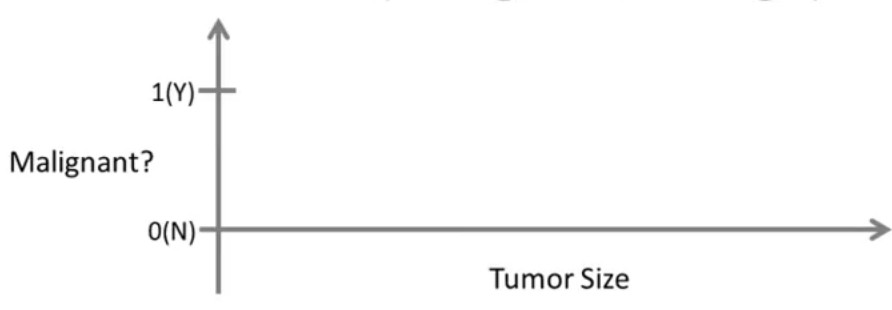 1(Y)
Malignant?
0(N)
Tumor Size